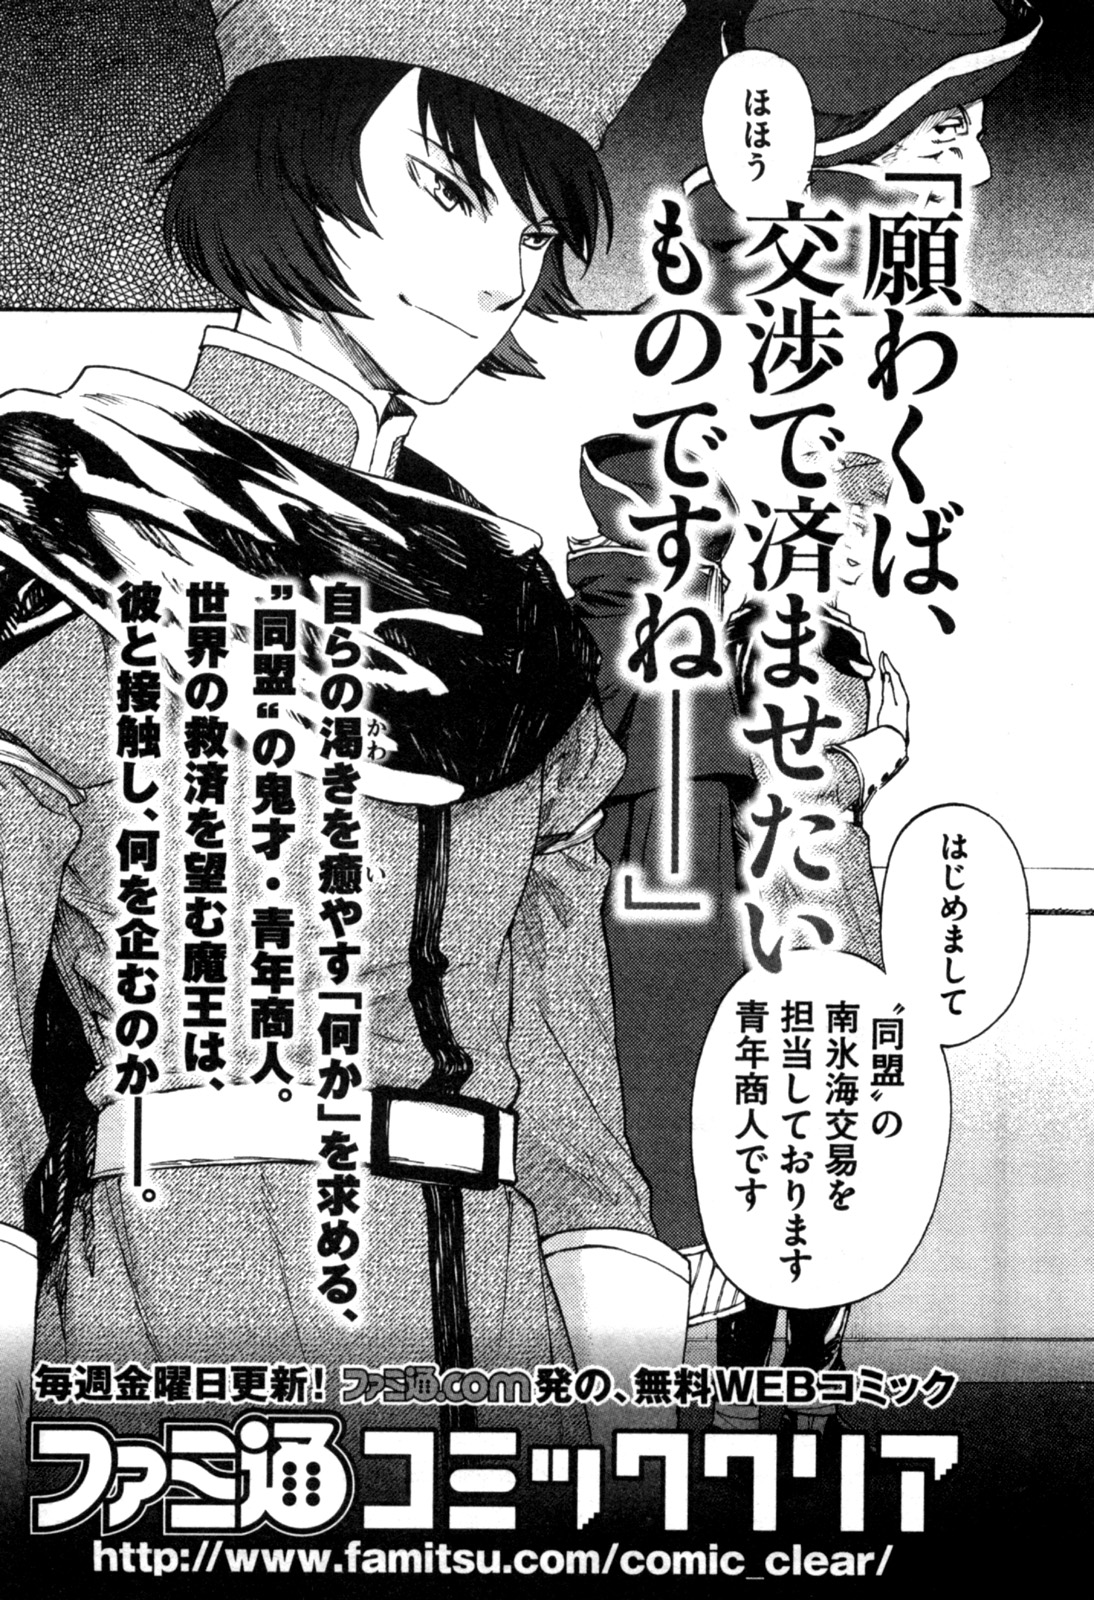 ほほう
「願わくば、
交渉で済ませたい
ものですね――」
はじめまして
〝同盟〟の
南氷海交易を
担当しております
青年商人です
自らの渇きを癒やす「何か」を求める、
かわ
い
〝同盟〟の鬼才・青年商人。
世界の救済を望む魔王は、
彼と接触し、何を企むのか――。
毎週金曜日更新! ファミ通.com発の、無料WEBコミック
ファミ通コミッククリア
http://www.famitsu.com/comic_clear/